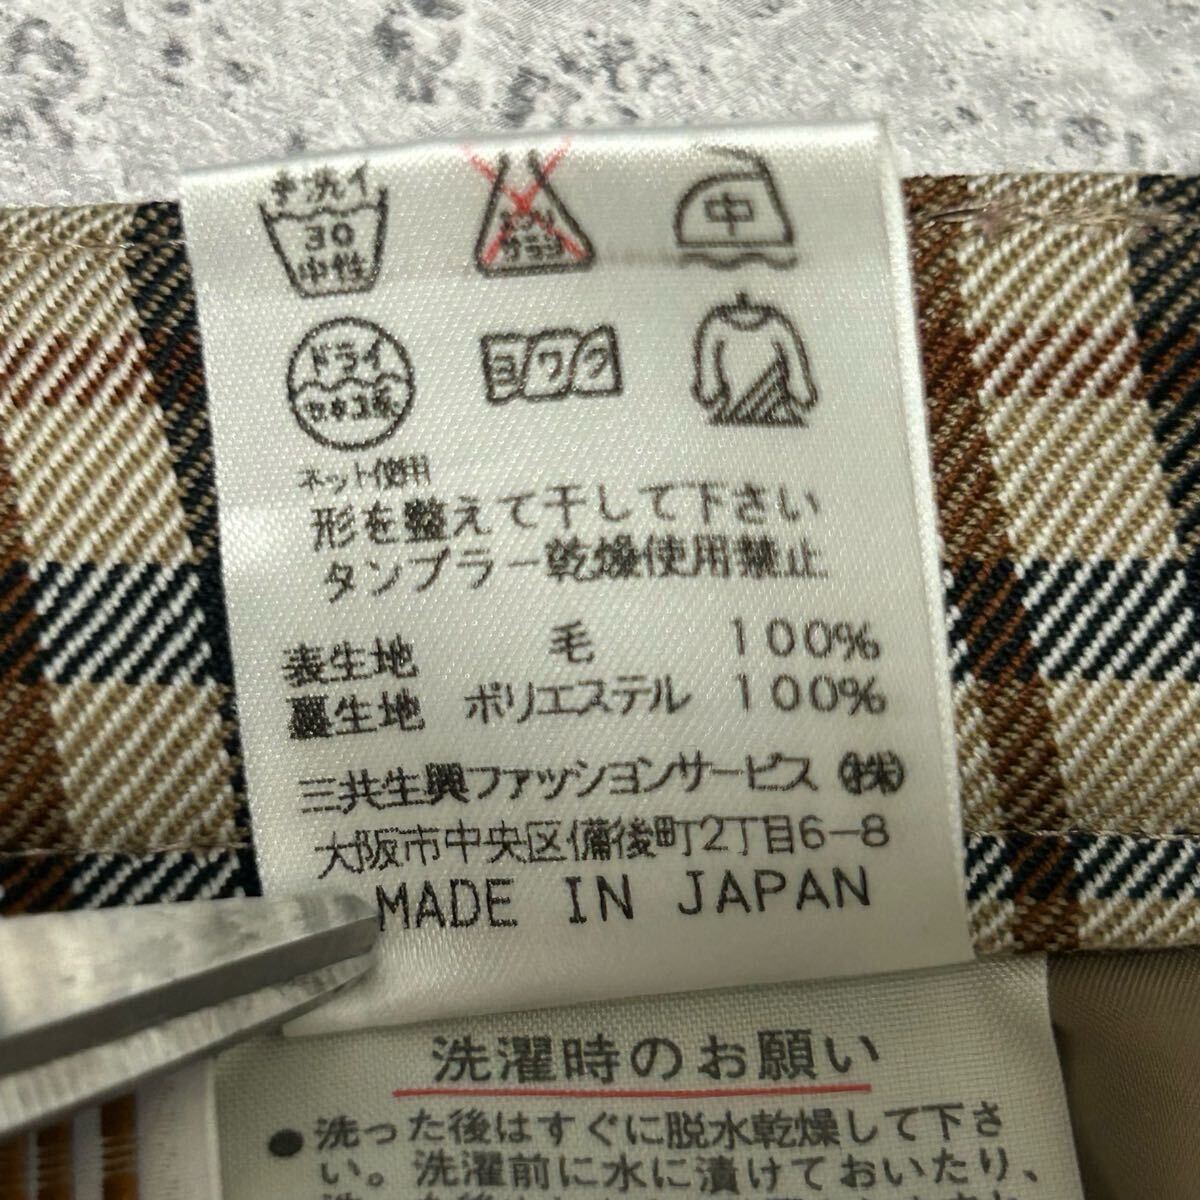 手洗イ
30
中性
エンソ
サラシ
中
ドライ
セキユ系
ヨワク
ネット使用
形を整えて干して下さい
タンブラー乾燥使用禁止
表生地 毛 100%
裏生地 ポリエステル 100%
三共生興ファッションサービス(株)
大阪市中央区備後町2丁目6-8
MADE IN JAPAN
洗濯時のお願い
●洗った後はすぐに脱水乾燥して下さ
い。洗濯前に水に漬けておいたり、